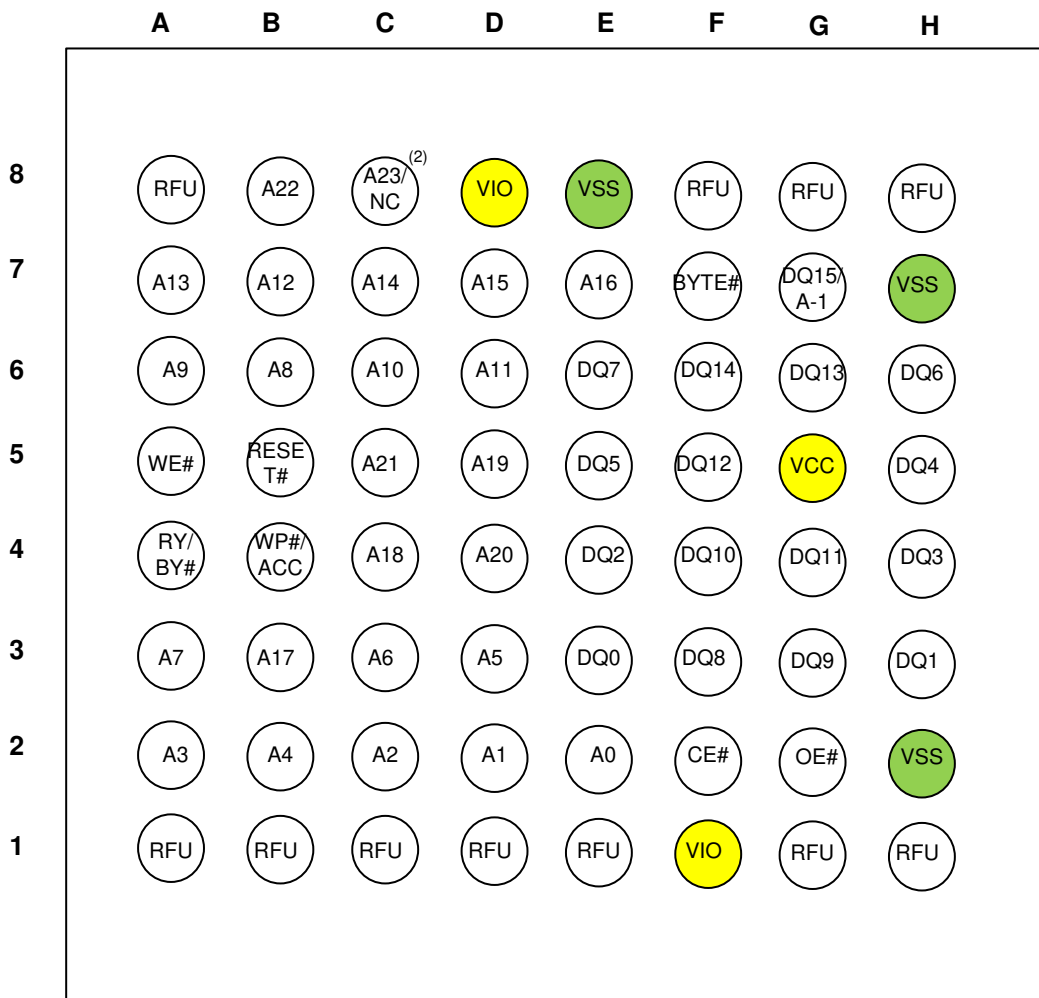 A B C D E F G H
8 RFU A22 A23/ NC (2) VIO VSS RFU RFU RFU
7 A13 A12 A14 A15 A16 BYTE# DQ15/ A-1 VSS
6 A9 A8 A10 A11 DQ7 DQ14 DQ13 DQ6
5 WE# RESE T# A21 A19 DQ5 DQ12 VCC DQ4
4 RY/ BY# WP#/ ACC A18 A20 DQ2 DQ10 DQ11 DQ3
3 A7 A17 A6 A5 DQ0 DQ8 DQ9 DQ1
2 A3 A4 A2 A1 A0 CE# OE# VSS
1 RFU RFU RFU RFU RFU VIO RFU RFU